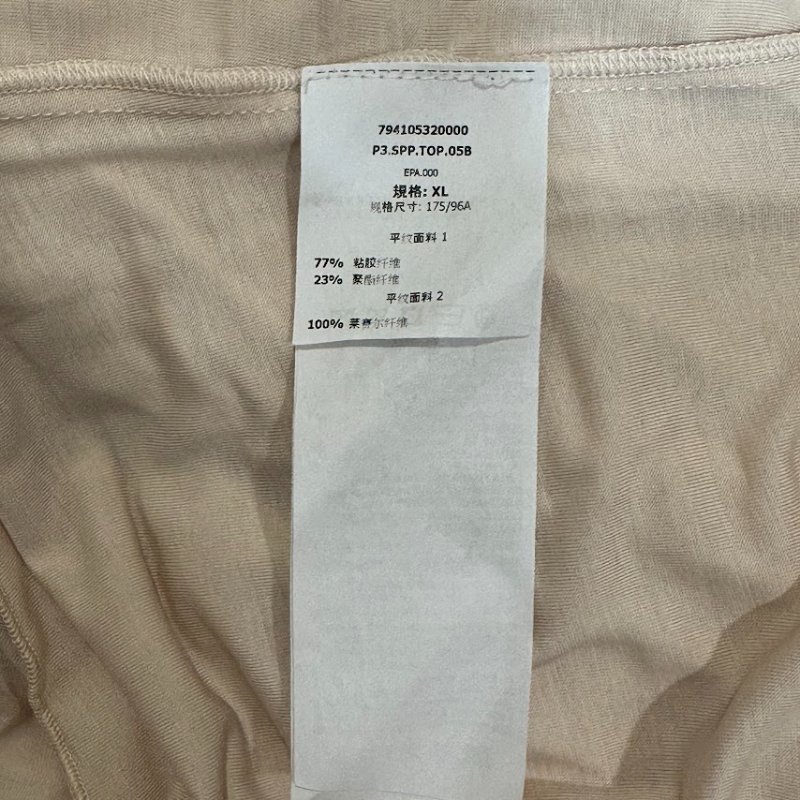 794105320000
P3.SPP.TOP.05B
EPA.000
規格: XL
规格尺寸: 175/96A
平纹面料 1
77% 粘胶纤维
23% 聚酯纤维
平纹面料 2
100% 莱赛尔纤维